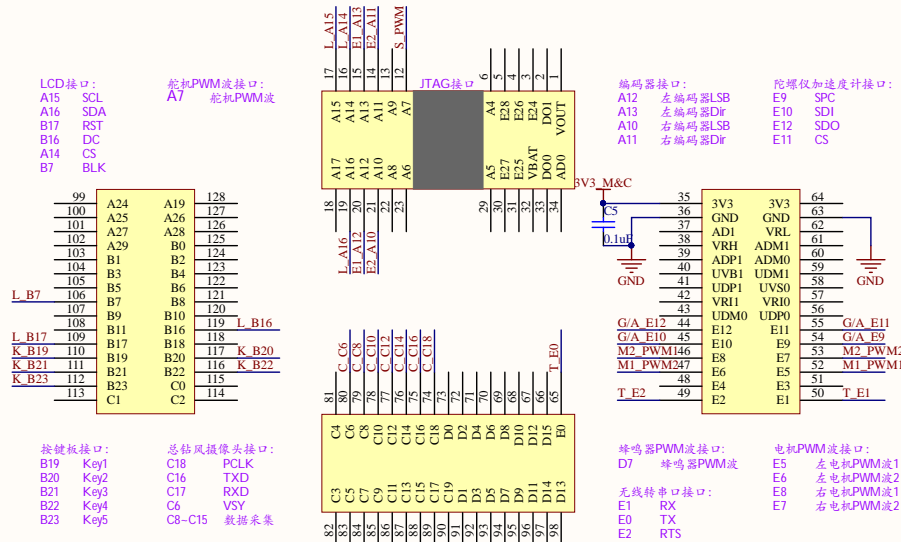 L_A15
L_A14
E1_A13
E2_A11
S_PWM
17
16
15
14
13
12
6
5
4
3
2
1
JTAG接口
A15
A14
A13
A11
A9
A7
A4
E28
E26
E24
DO1
VOUT
A17
A16
A12
A10
A8
A6
A5
E27
E25
VBAT
DO0
AD0
18
19
20
21
22
23
29
30
31
32
33
34
L_A16
E1_A12
E2_A10
LCD接口:
A15 SCL
A16 SDA
B17 RST
B16 DC
A14 CS
B7 BLK
舵机PWM波接口:
A7 舵机PWM波
编码器接口:
A12 左编码器LSB
A13 左编码器Dir
A10 右编码器LSB
A11 右编码器Dir
陀螺仪加速度计接口:
E9 SPC
E10 SDI
E12 SDO
E11 CS
99 A24 A19 128
100 A25 A26 127
101 A27 A28 126
102 A29 B0 125
103 B1 B2 124
104 B3 B4 123
105 B5 B6 122
L_B7 106 B7 B8 121
107 B9 B10 120
108 B11 B16 119 L_B16
L_B17 109 B17 B18 118
K_B19 110 B19 B20 117 K_B20
K_B21 111 B21 B22 116 K_B22
K_B23 112 B23 C0 115
113 C1 C2 114
3V3_M&C
C5
0.1uF
GND
35 3V3 3V3 64
36 GND GND 63
37 AD1 VRL 62
38 VRH ADM1 61
39 ADP1 ADM0 60
40 UVB1 UDM1 59
41 UDP1 UVS0 58
42 VRI1 VRI0 57
43 UDM0 UDP0 56
G/A_E12 44 E12 E11 55 G/A_E11
G/A_E10 45 E10 E9 54 G/A_E9
M2_PWM1 46 E8 E7 53 M2_PWM2
M1_PWM2 47 E6 E5 52 M1_PWM1
48 E4 E3 51
T_E2 49 E2 E1 50 T_E1
GND
C_C6
C_C8
C_C10
C_C12
C_C14
C_C16
C_C18
T_E0
81
80
79
78
77
76
75
74
73
72
71
70
69
68
67
66
65
C4
C6
C8
C10
C12
C14
C16
C18
D0
D2
D4
D6
D8
D10
D12
D15
E0
C3
C5
C7
C9
C11
C13
C15
C17
C19
D1
D3
D5
D7
D9
D11
D14
D13
82
83
84
85
86
87
88
89
90
91
92
93
94
95
96
97
98
按键板接口:
B19 Key1
B20 Key2
B21 Key3
B22 Key4
B23 Key5
总钻风摄像头接口:
C18 PCLK
C16 TXD
C17 RXD
C6 VSY
C8~C15 数据采集
蜂鸣器PWM波接口:
D7 蜂鸣器PWM波
无线转串口接口:
E1 RX
E0 TX
E2 RTS
电机PWM波接口:
E5 左电机PWM波1
E6 左电机PWM波2
E8 右电机PWM波1
E7 右电机PWM波2